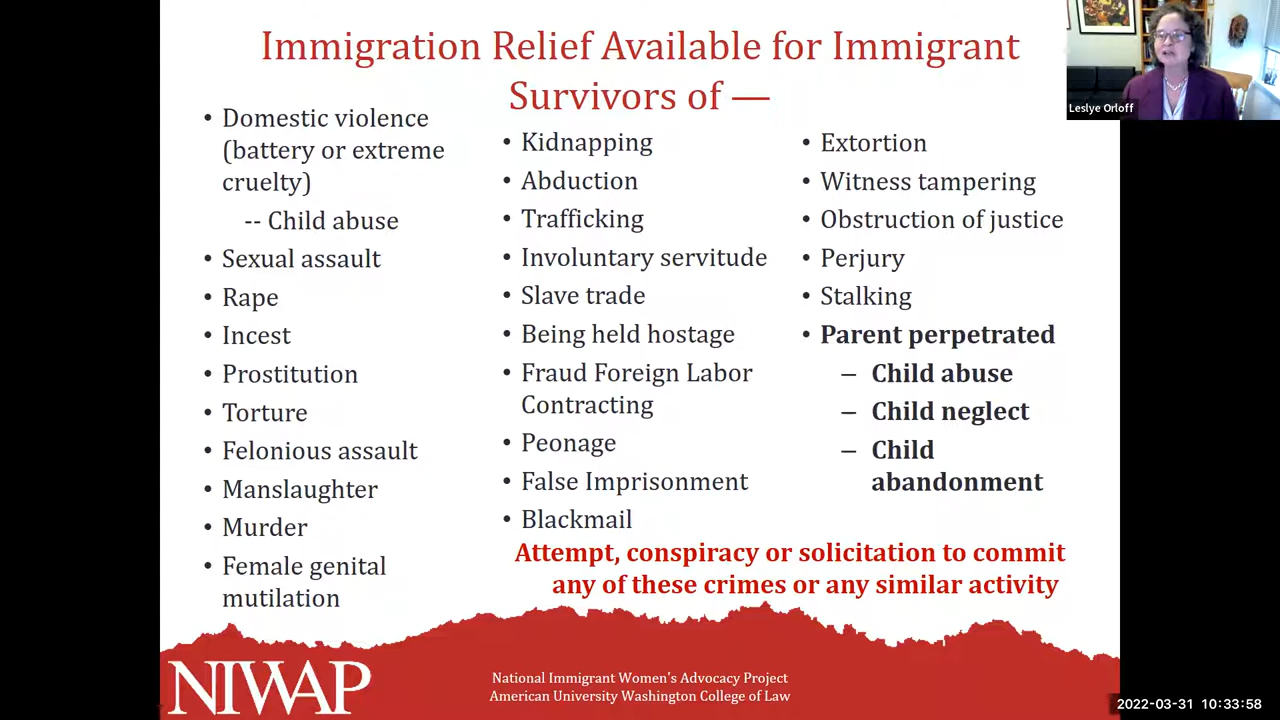 Immigration Relief Available for Immigrant
Survivors of —
• Domestic violence
(battery or extreme
cruelty)
-- Child abuse
• Sexual assault
• Rape
• Incest
• Prostitution
• Torture
• Felonious assault
• Manslaughter
• Murder
• Female genital
mutilation
• Kidnapping
• Abduction
• Trafficking
• Involuntary servitude
• Slave trade
• Being held hostage
• Fraud Foreign Labor
Contracting
• Peonage
• False Imprisonment
• Blackmail
• Extortion
• Witness tampering
• Obstruction of justice
• Perjury
• Stalking
• Parent perpetrated
– Child abuse
– Child neglect
– Child
abandonment
Attempt, conspiracy or solicitation to commit
any of these crimes or any similar activity
NIWAP
National Immigrant Women's Advocacy Project
American University Washington College of Law
Leslye Orloff
2022-03-31 10:33:58